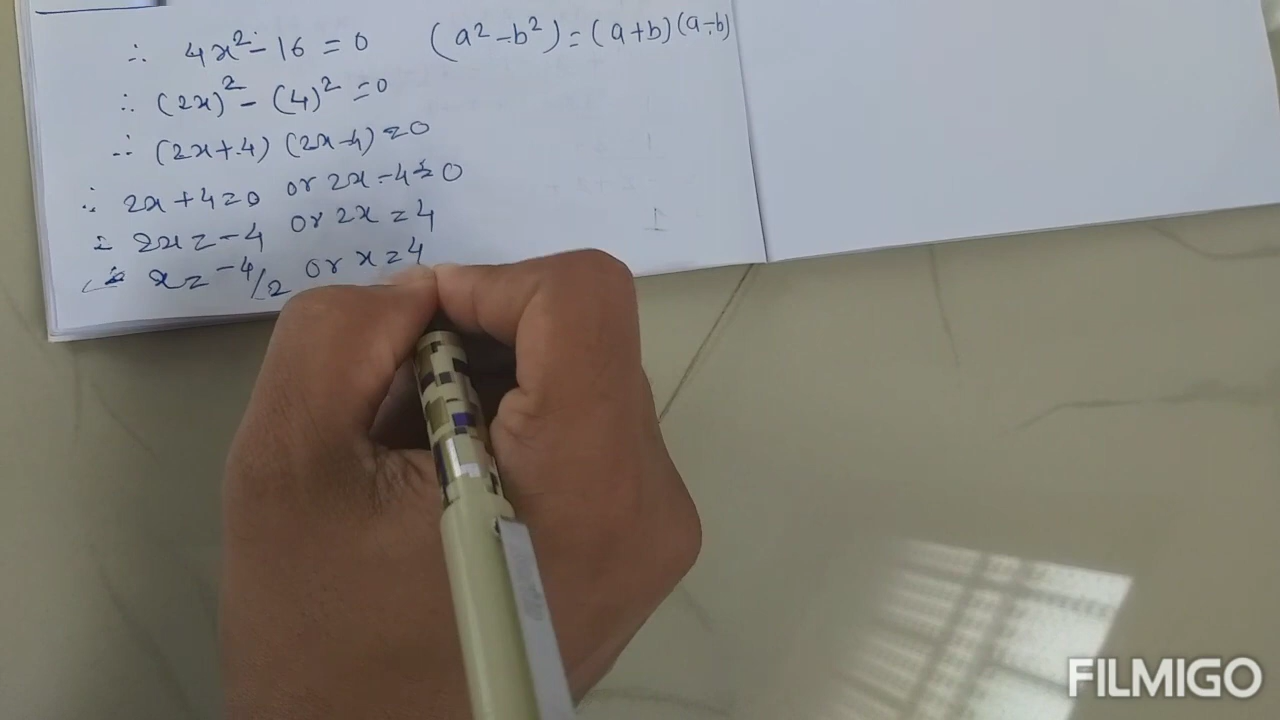 ∴ 4x² - 16 = 0 (a² - b²) = (a+b) (a-b)
∴ (2x)² - (4)² = 0
∴ (2x+4) (2x-4) = 0
∴ 2x + 4 = 0 or 2x - 4 = 0
∴ 2x = -4 or 2x = 4
∴ x = -4/2 or x = 4
FILMIGO